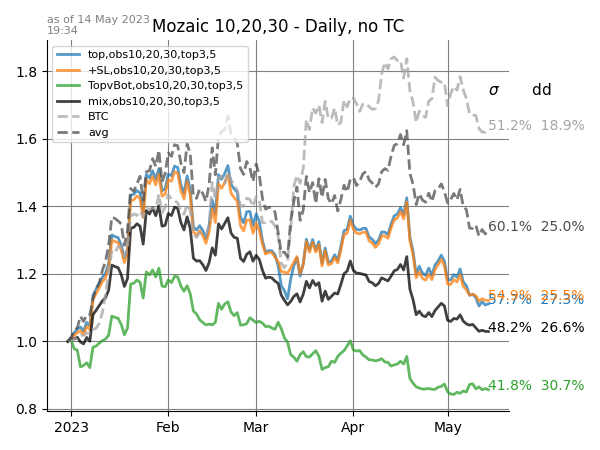 as of 14 May 2023
19:34
Mozaic 10,20,30 - Daily, no TC
top,obs10,20,30,top3,5
+SL,obs10,20,30,top3,5
TopvBot,obs10,20,30,top3,5
mix,obs10,20,30,top3,5
BTC
avg
σ dd
51.2% 18.9%
60.1% 25.0%
54.9% 25.5%
57.7% 27.5%
48.2% 26.6%
41.8% 30.7%
1.8
1.6
1.4
1.2
1.0
0.8
2023 Feb Mar Apr May